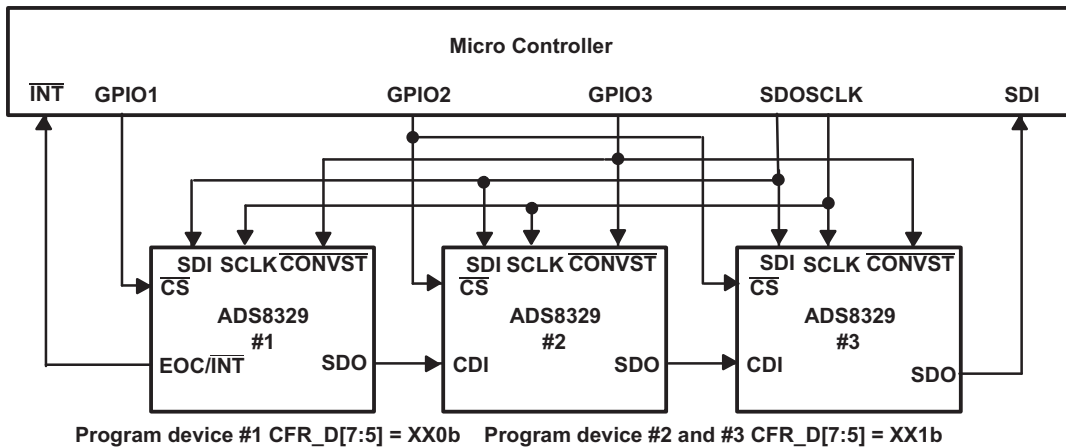 Micro Controller
INT GPIO1 GPIO2 GPIO3 SDOSCLK SDI
SDI SCLK CONVST
CS
ADS8329
#1
EOC/INT
SDO
SDI SCLK CONVST
CS
ADS8329
#2
CDI
SDO
SDI SCLK CONVST
CS
ADS8329
#3
CDI
SDO
Program device #1 CFR_D[7:5] = XX0b Program device #2 and #3 CFR_D[7:5] = XX1b